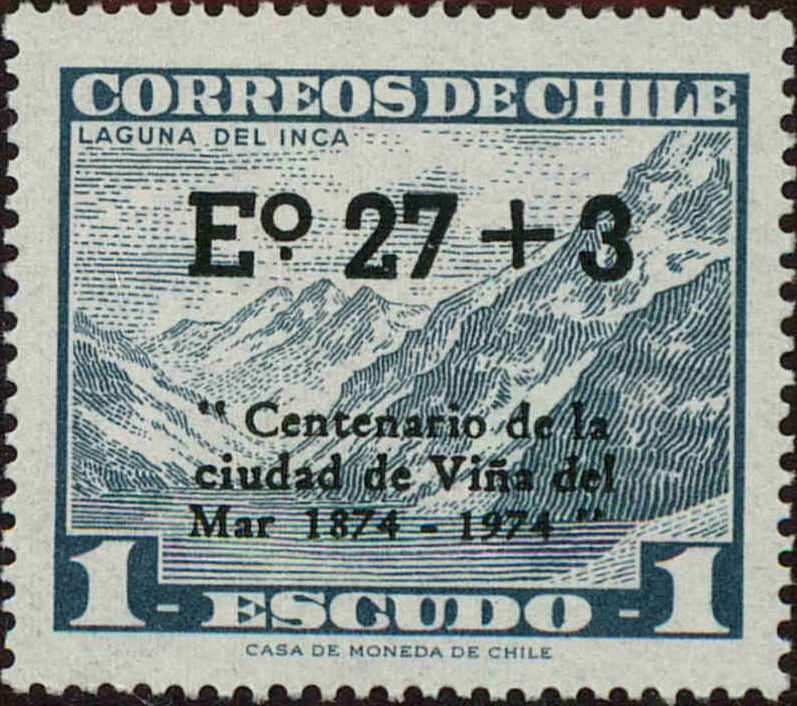 CORREOS DE CHILE
LAGUNA DEL INCA
Eº 27 + 3
“ Centenario de la
ciudad de Viña del
Mar 1874 - 1974 ”
1 - ESCUDO - 1
CASA DE MONEDA DE CHILE